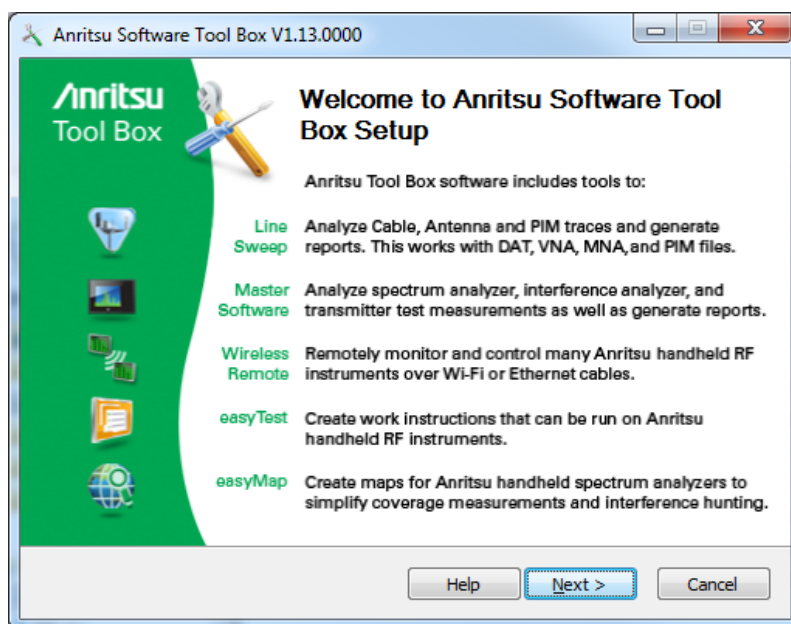 Anritsu Software Tool Box V1.13.0000
Anritsu
Tool Box
Welcome to Anritsu Software Tool
Box Setup
Anritsu Tool Box software includes tools to:
Line
Sweep
Analyze Cable, Antenna and PIM traces and generate
reports. This works with DAT, VNA, MNA,and PIM files.
Master
Software
Analyze spectrum analyzer, interference analyzer, and
transmitter test measurements as well as generate reports.
Wireless
Remote
Remotely monitor and control many Anritsu handheld RF
instruments over Wi-Fi or Ethernet cables.
easyTest
Create work instructions that can be run on Anritsu
handheld RF instruments.
easyMap
Create maps for Anritsu handheld spectrum analyzers to
simplify coverage measurements and interference hunting.
Help
Next >
Cancel